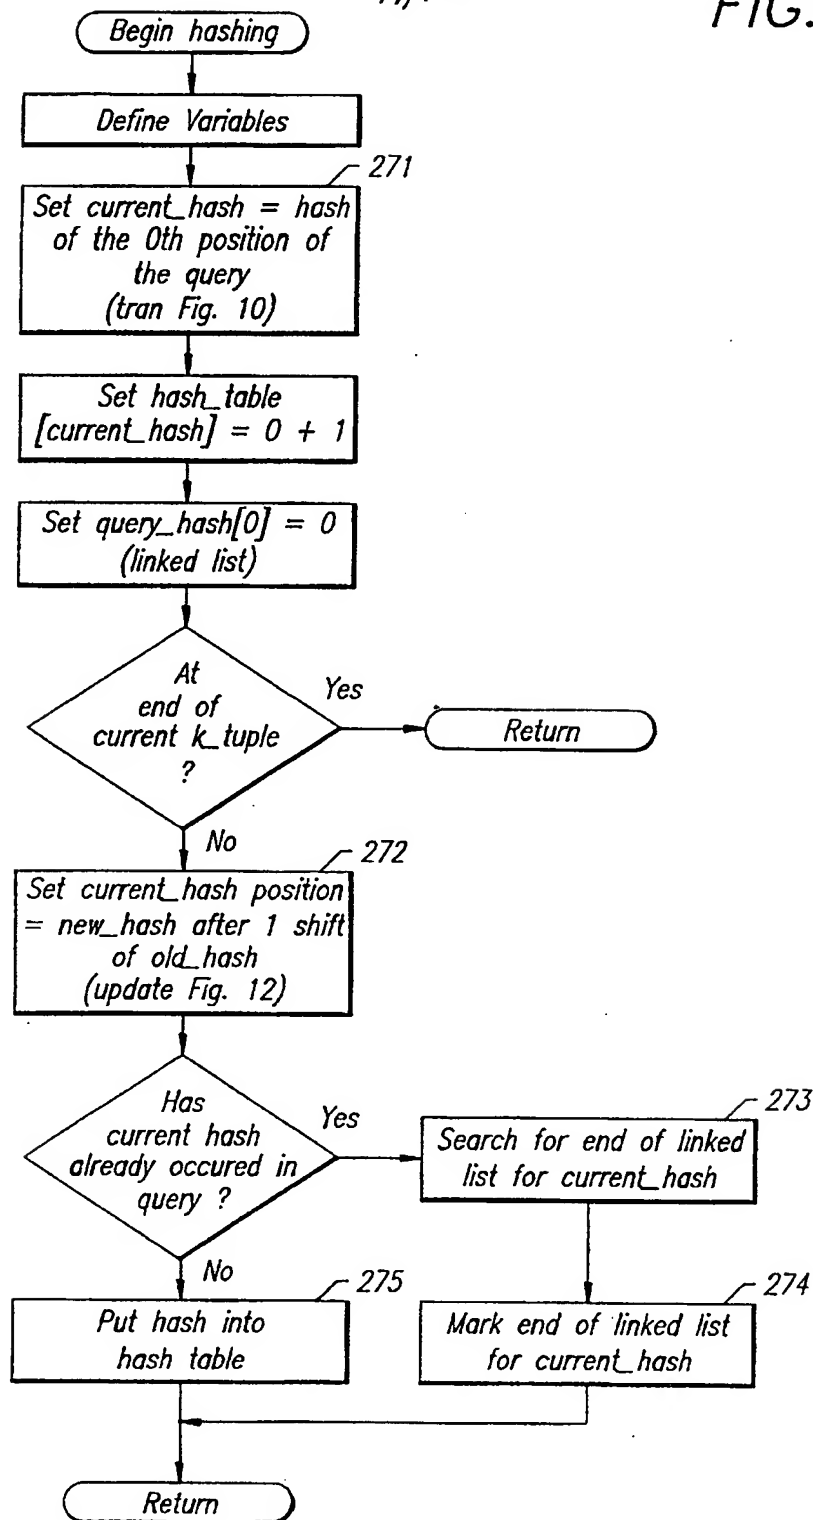 FIG.
Begin hashing
Define Variables
271
Set current_hash = hash
of the 0th position of
the query
(tran Fig. 10)
Set hash_table
[current_hash] = 0 + 1
Set query_hash[0] = 0
(linked list)
At
end of
current k_tuple
?
Yes
Return
No
272
Set current_hash position
= new_hash after 1 shift
of old_hash
(update Fig. 12)
Has
current hash
already occured in
query ?
Yes
273
Search for end of linked
list for current_hash
No
275
Put hash into
hash table
274
Mark end of linked list
for current_hash
Return